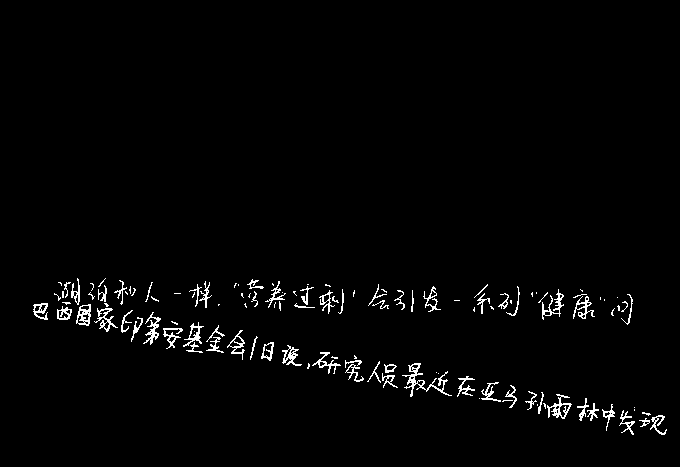 湖泊和人一样,"营养过剩"会引发一系列"健康"问
巴西国家印第安基金会1日说,研究人员最近在亚马孙雨林中发现